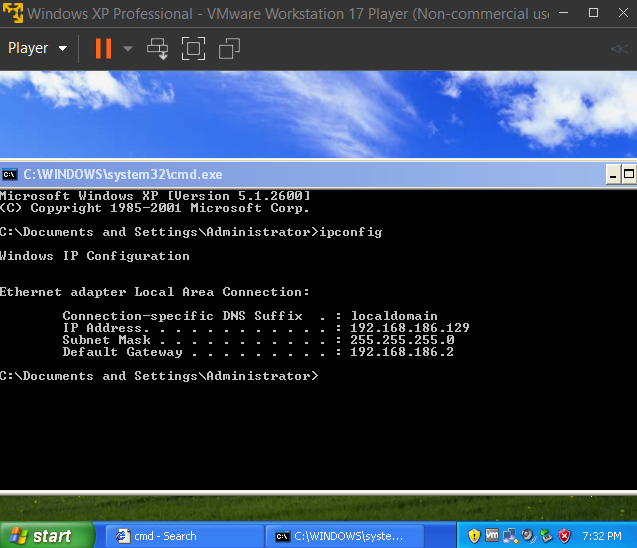 Windows XP Professional - VMware Workstation 17 Player (Non-commercial use
Player
C:\WINDOWS\system32\cmd.exe
Microsoft Windows XP [Version 5.1.2600]
(C) Copyright 1985-2001 Microsoft Corp.
C:\Documents and Settings\Administrator>ipconfig
Windows IP Configuration
Ethernet adapter Local Area Connection:
Connection-specific DNS Suffix  . : localdomain
IP Address. . . . . . . . . . . . : 192.168.186.129
Subnet Mask . . . . . . . . . . . : 255.255.255.0
Default Gateway . . . . . . . . . : 192.168.186.2
C:\Documents and Settings\Administrator>
start
cmd - Search
C:\WINDOWS\syste...
vm
7:32 PM